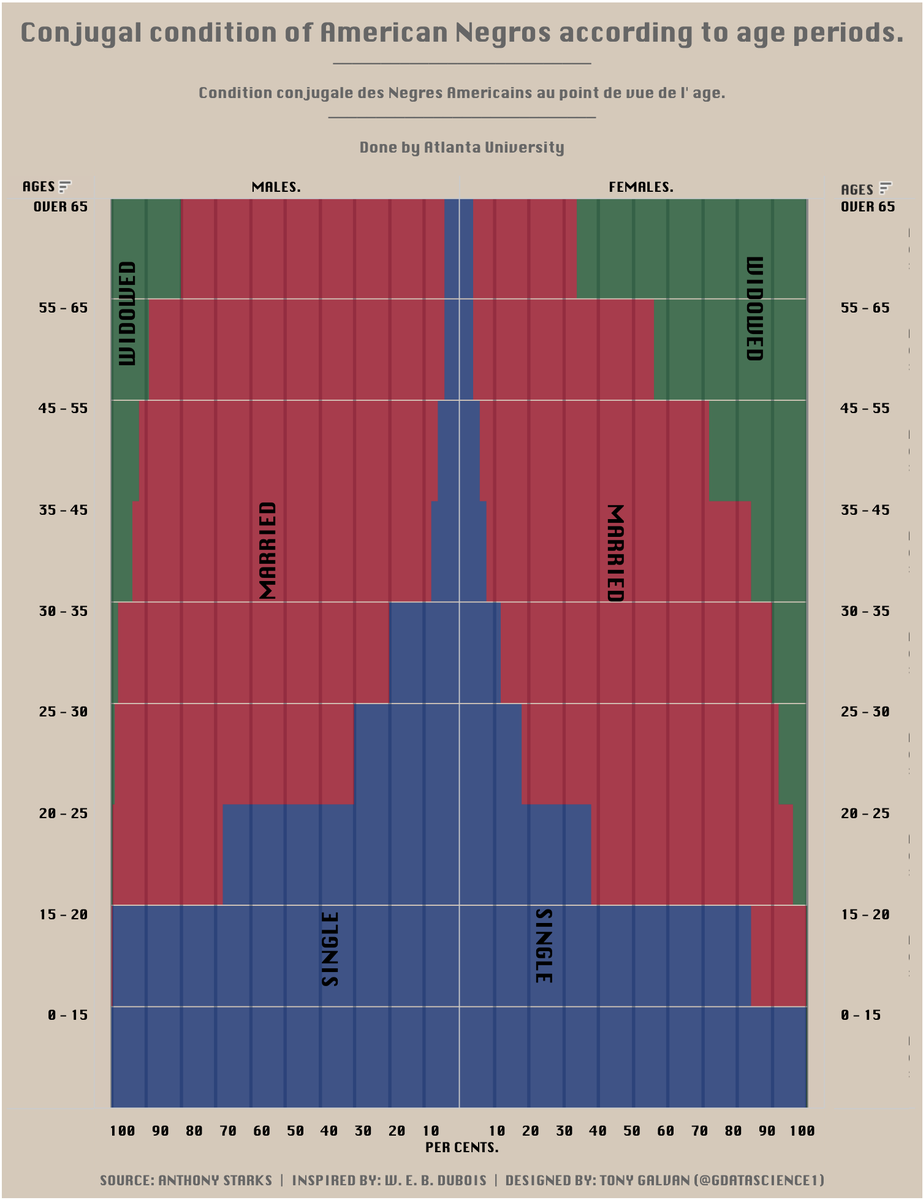 Conjugal condition of American Negros according to age periods.
Condition conjugale des Negres Americains au point de vue de l' age.
Done by Atlanta University
AGES MALES. FEMALES. AGES
OVER 65 OVER 65
WIDOWED WIDOWED
55 - 65 55 - 65
45 - 55 45 - 55
35 - 45 35 - 45
MARRIED MARRIED
30 - 35 30 - 35
25 - 30 25 - 30
20 - 25 20 - 25
15 - 20 15 - 20
SINGLE SINGLE
0 - 15 0 - 15
100 90 80 70 60 50 40 30 20 10 10 20 30 40 50 60 70 80 90 100
PER CENTS.
SOURCE: ANTHONY STARKS | INSPIRED BY: W. E. B. DUBOIS | DESIGNED BY: TONY GALVAN (@GDATASCIENCE1)